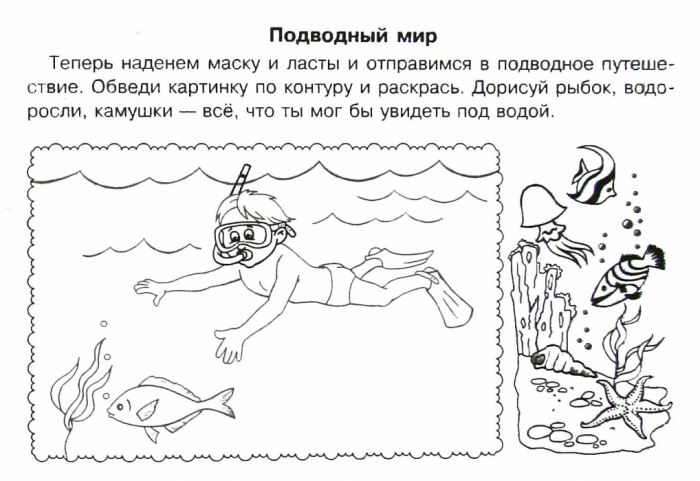 Подводный мир
Теперь наденем маску и ласты и отправимся в подводное путеше-
ствие. Обведи картинку по контуру и раскрась. Дорисуй рыбок, водо-
росли, камушки — всё, что ты мог бы увидеть под водой.